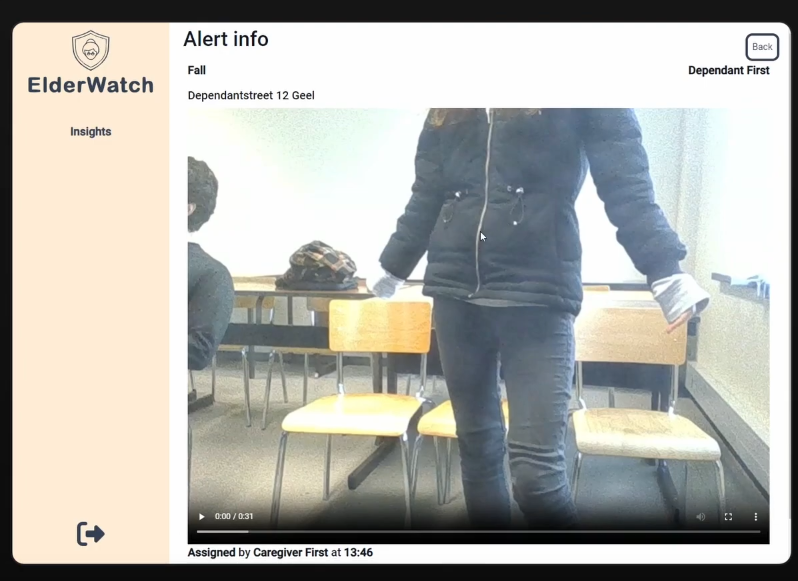 Alert info
Back
ElderWatch
Fall
Dependant First
Dependantstreet 12 Geel
Insights
0:00 / 0:31
Assigned by Caregiver First at 13:46